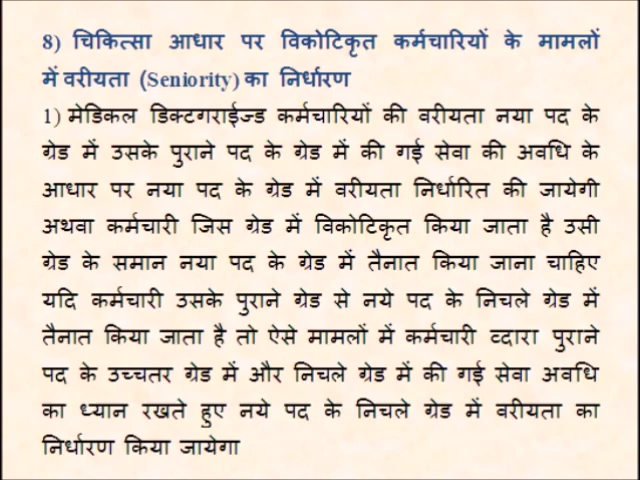 8) चिकित्सा आधार पर विकोटिकृत कर्मचारियों के मामलों
में वरीयता (Seniority) का निर्धारण
1) मेडिकल डिक्टगराईज्ड कर्मचारियों की वरीयता नया पद के
ग्रेड में उसके पुराने पद के ग्रेड में की गई सेवा की अवधि के
आधार पर नया पद के ग्रेड में वरीयता निर्धारित की जायेगी
अथवा कर्मचारी जिस ग्रेड में विकोटिकृत किया जाता है उसी
ग्रेड के समान नया पद के ग्रेड में तैनात किया जाना चाहिए
यदि कर्मचारी उसके पुराने ग्रेड से नये पद के निचले ग्रेड में
तैनात किया जाता है तो ऐसे मामलों में कर्मचारी व्दारा पुराने
पद के उच्चतर ग्रेड में और निचले ग्रेड में की गई सेवा अवधि
का ध्यान रखते हुए नये पद के निचले ग्रेड में वरीयता का
निर्धारण किया जायेगा